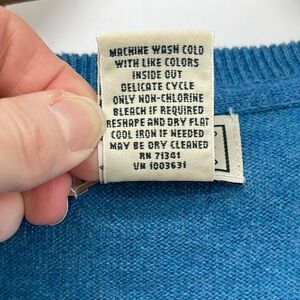 MACHINE WASH COLD
WITH LIKE COLORS
INSIDE OUT
DELICATE CYCLE
ONLY NON-CHLORINE
BLEACH IF REQUIRED
RESHAPE AND DRY FLAT
COOL IRON IF NEEDED
MAY BE DRY CLEANED
RN 71341
VN 1003631